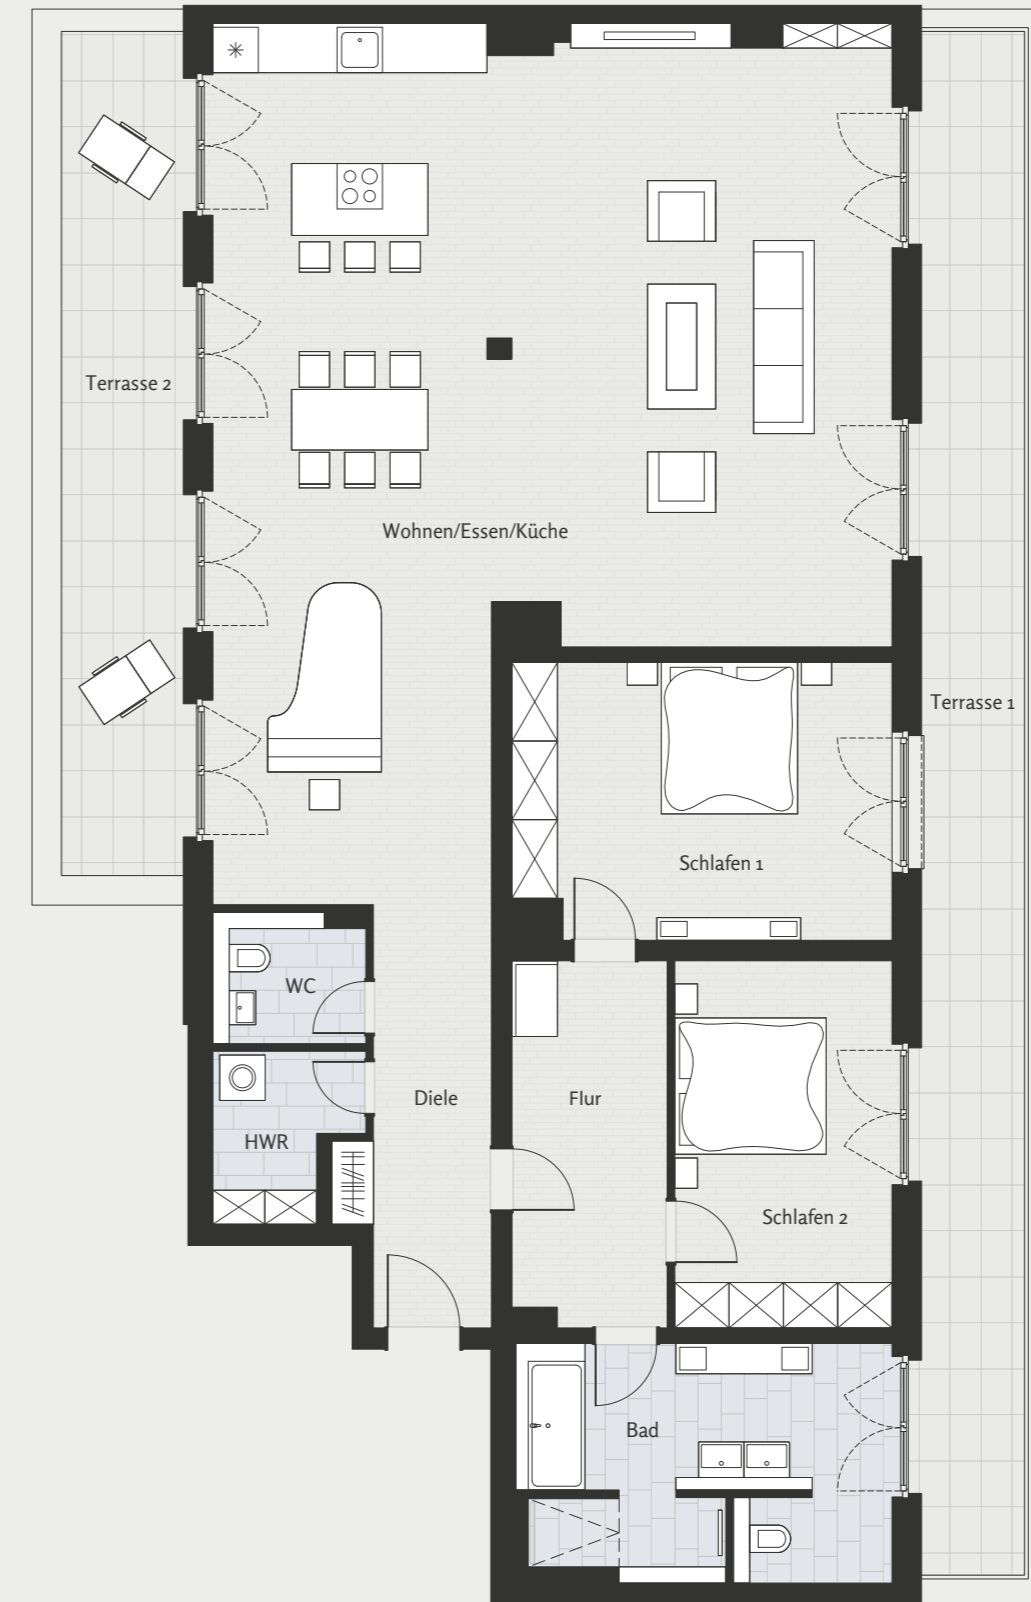 Terrasse 2
Wohnen/Essen/Küche
Terrasse 1
Schlafen 1
WC
Diele
Flur
HWR
Schlafen 2
Bad